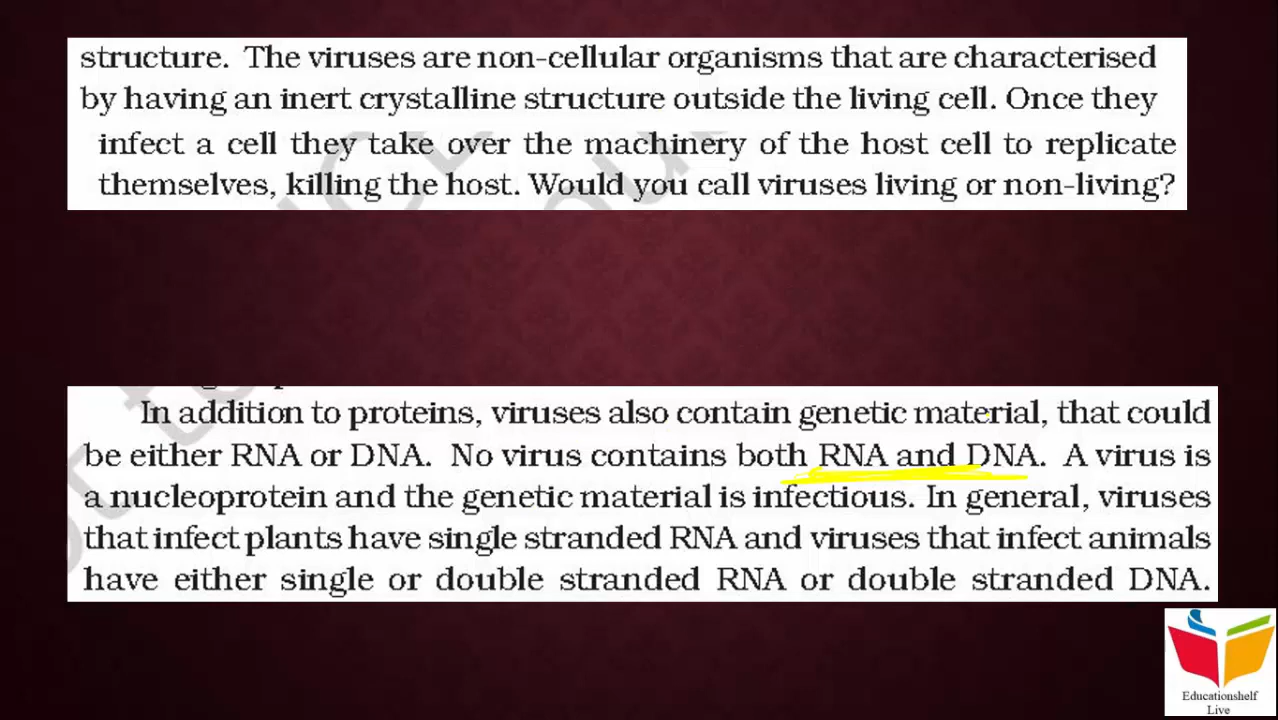 structure. The viruses are non-cellular organisms that are characterised
by having an inert crystalline structure outside the living cell. Once they
infect a cell they take over the machinery of the host cell to replicate
themselves, killing the host. Would you call viruses living or non-living?
In addition to proteins, viruses also contain genetic material, that could
be either RNA or DNA. No virus contains both RNA and DNA. A virus is
a nucleoprotein and the genetic material is infectious. In general, viruses
that infect plants have single stranded RNA and viruses that infect animals
have either single or double stranded RNA or double stranded DNA.
Educationshelf
Live